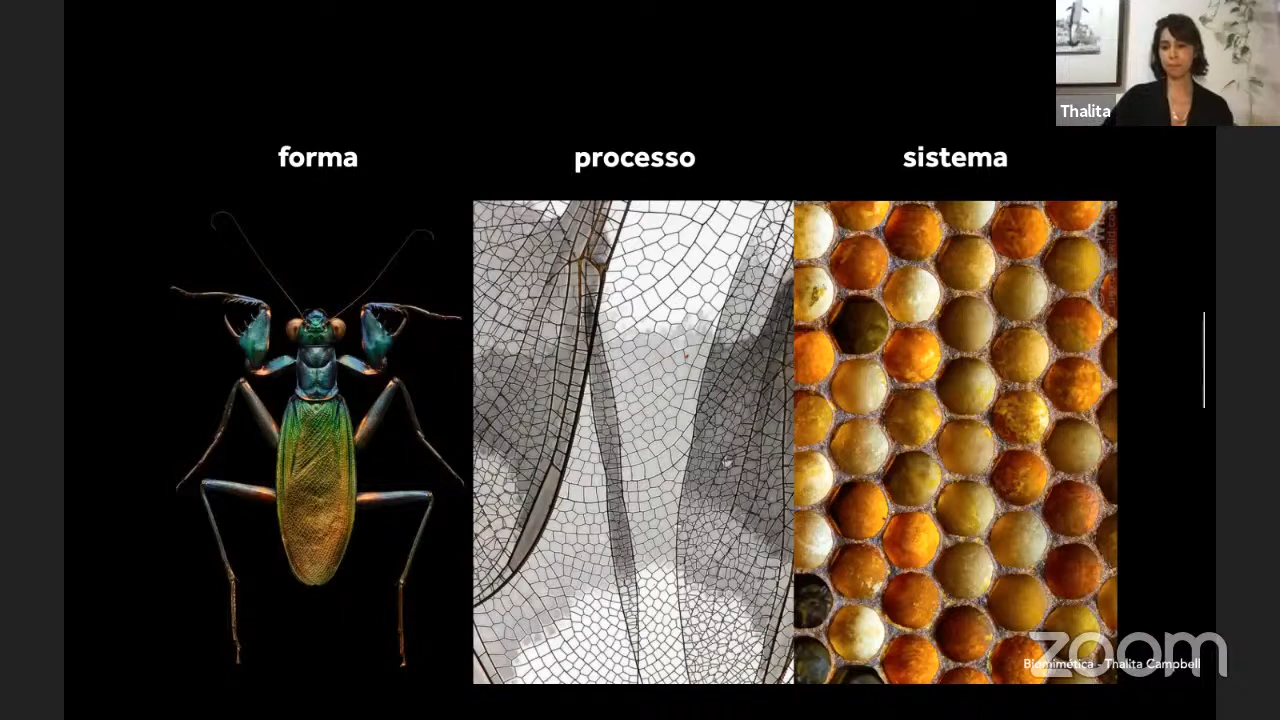 Thalita
forma
processo
sistema
zoom
Biomimética - Thalita Campbell